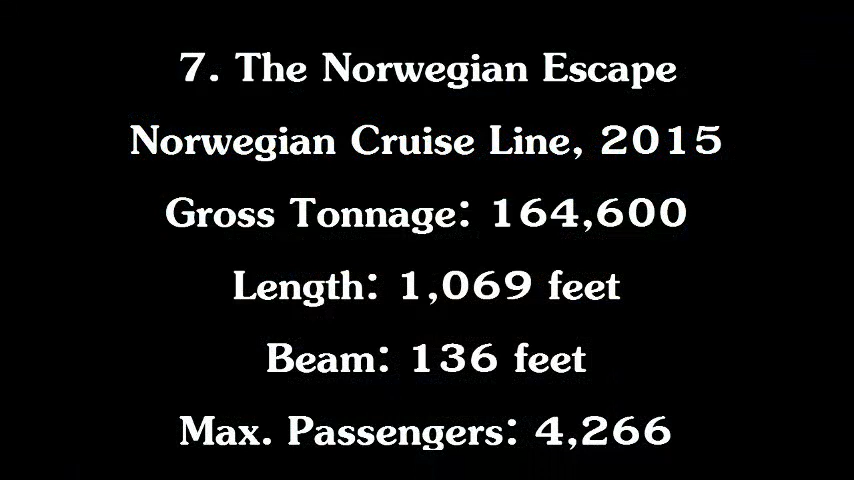 7. The Norwegian Escape
Norwegian Cruise Line, 2015
Gross Tonnage: 164,600
Length: 1,069 feet
Beam: 136 feet
Max. Passengers: 4,266